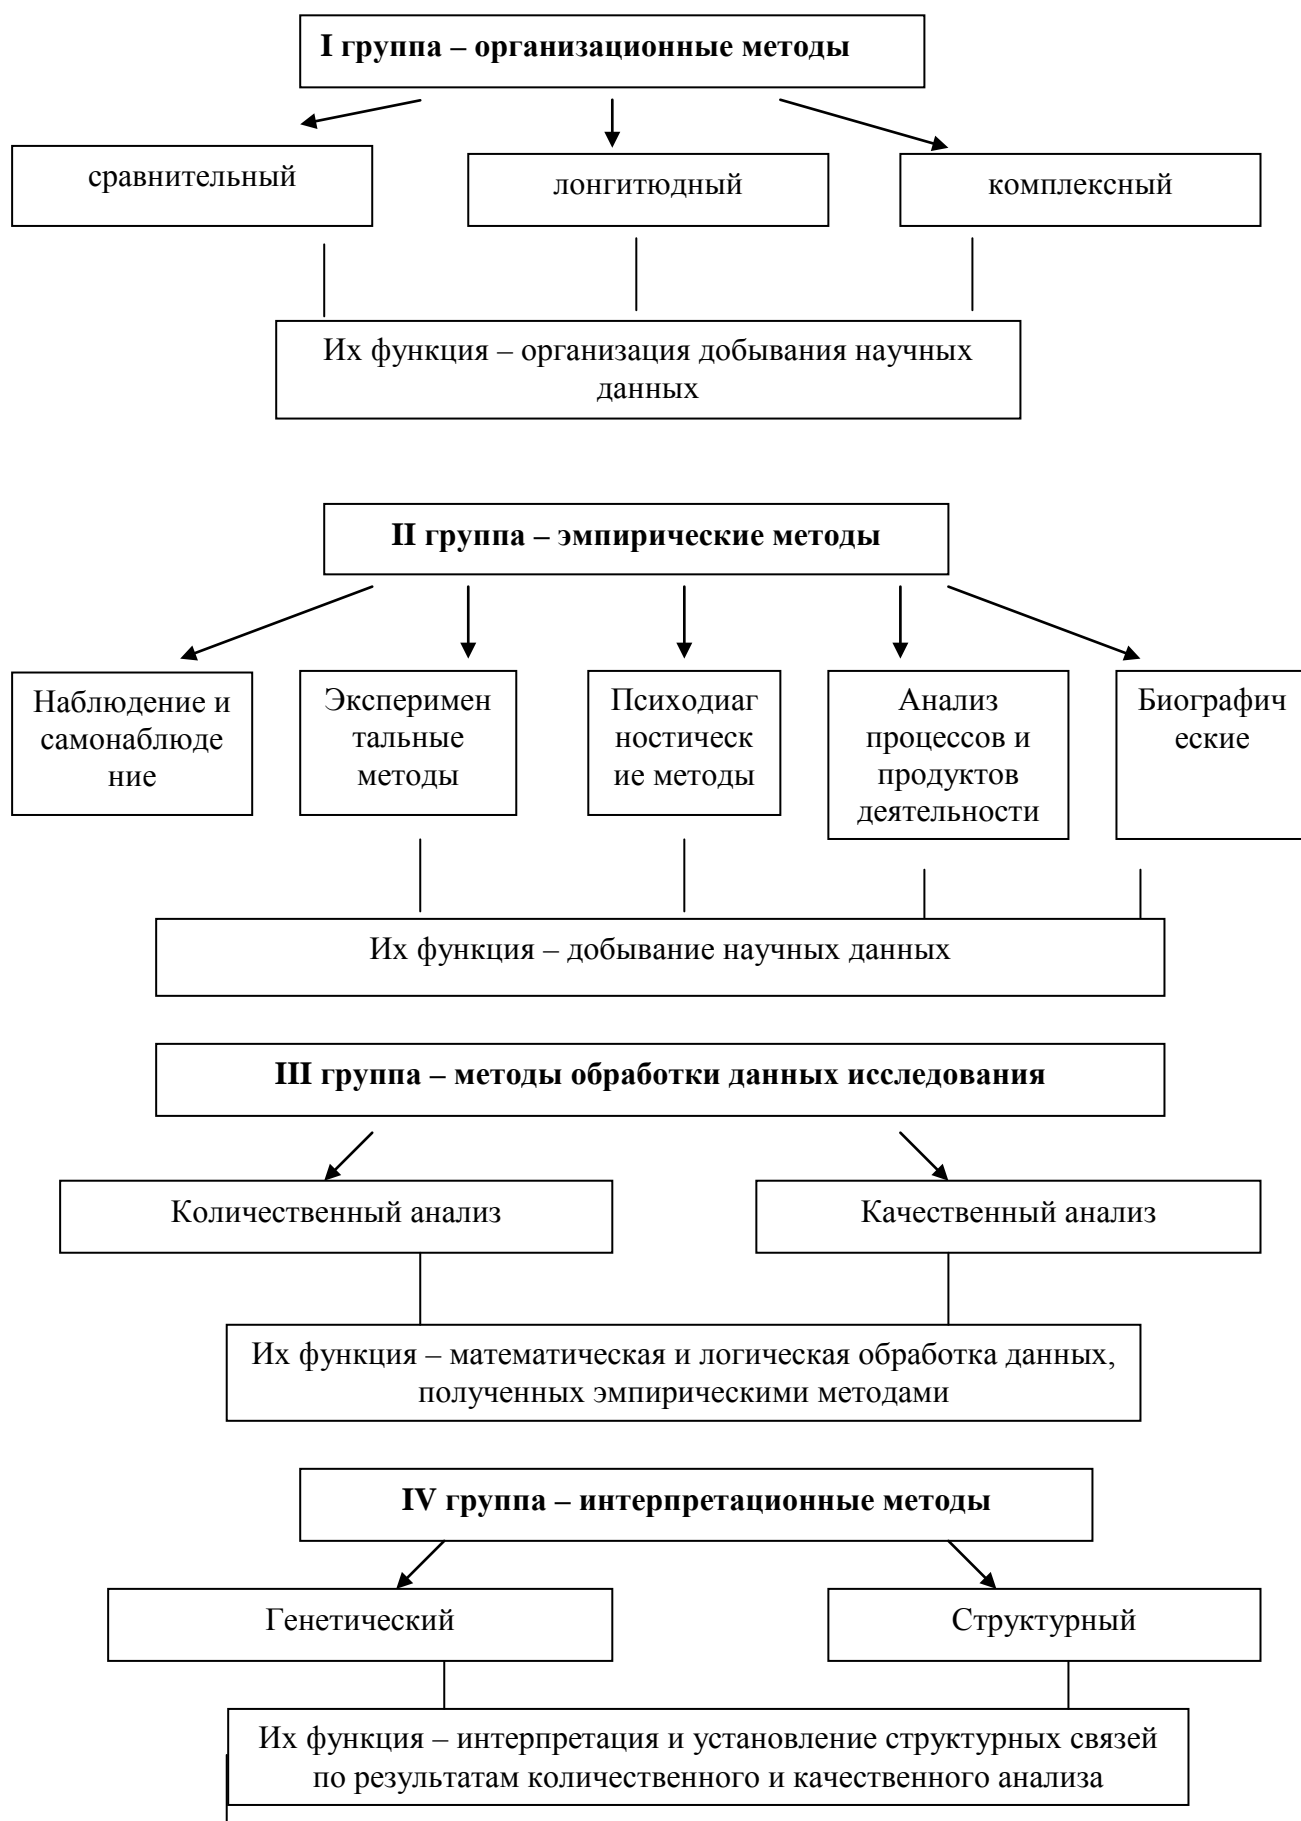 I группа – организационные методы
сравнительный
лонгитюдный
комплексный
Их функция – организация добывания научных
данных
II группа – эмпирические методы
Наблюдение и
самонаблюде
ние
Эксперимен
тальные
методы
Психодиаг
ностическ
ие методы
Анализ
процессов и
продуктов
деятельности
Биографич
еские
Их функция – добывание научных данных
III группа – методы обработки данных исследования
Количественный анализ
Качественный анализ
Их функция – математическая и логическая обработка данных,
полученных эмпирическими методами
IV группа – интерпретационные методы
Генетический
Структурный
Их функция – интерпретация и установление структурных связей
по результатам количественного и качественного анализа